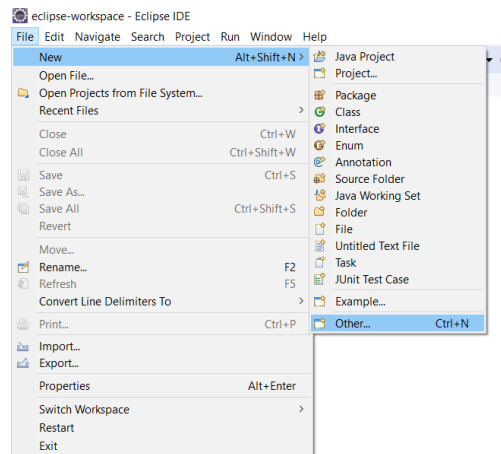 eclipse-workspace - Eclipse IDE
File Edit Navigate Search Project Run Window Help
New Alt+Shift+N >
Open File...
Open Projects from File System...
Recent Files >
Close Ctrl+W
Close All Ctrl+Shift+W
Save Ctrl+S
Save As...
Save All Ctrl+Shift+S
Revert
Move...
Rename... F2
Refresh F5
Convert Line Delimiters To >
Print... Ctrl+P
Import...
Export...
Properties Alt+Enter
Switch Workspace >
Restart
Exit
Java Project
Project...
Package
Class
Interface
Enum
Annotation
Source Folder
Java Working Set
Folder
File
Untitled Text File
Task
JUnit Test Case
Example...
Other... Ctrl+N